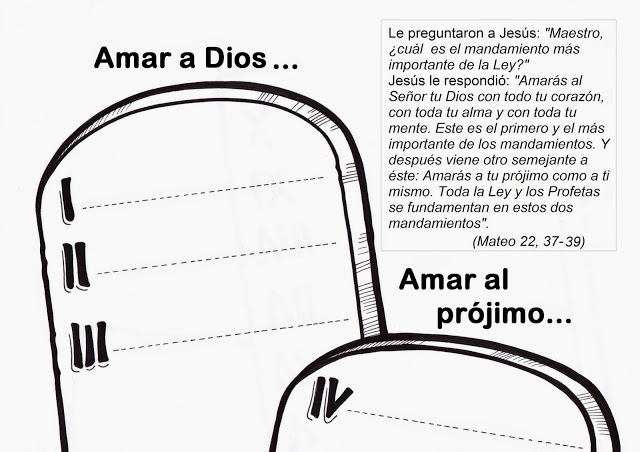 Amar a Dios...
Le preguntaron a Jesús: "Maestro,
¿cuál es el mandamiento más
importante de la Ley?"
Jesús le respondió: "Amarás al
Señor tu Dios con todo tu corazón,
con toda tu alma y con toda tu
mente. Este es el primero y el más
importante de los mandamientos. Y
después viene otro semejante a
éste: Amarás a tu prójimo como a ti
mismo. Toda la Ley y los Profetas
se fundamentan en estos dos
mandamientos".
(Mateo 22, 37-39)
I
II
III
Amar al
prójimo...
IV